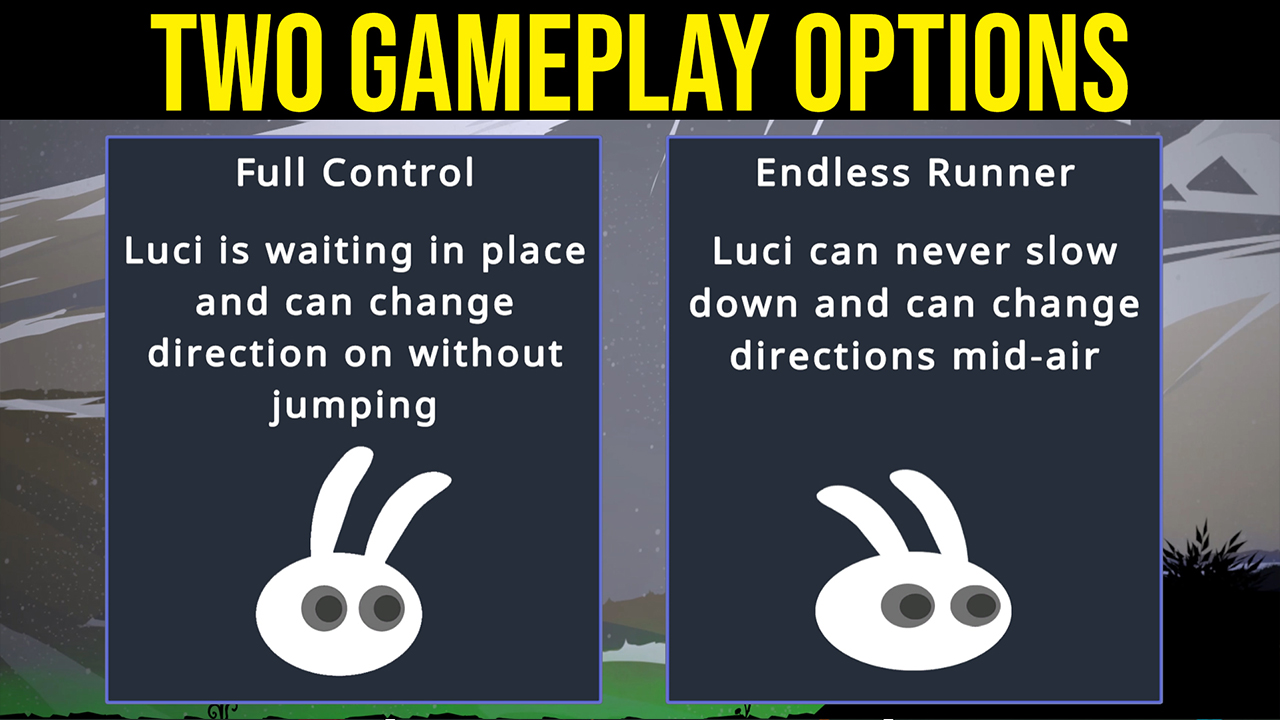 TWO GAMEPLAY OPTIONS
Full Control
Luci is waiting in place
and can change
direction on without
jumping
Endless Runner
Luci can never slow
down and can change
directions mid-air